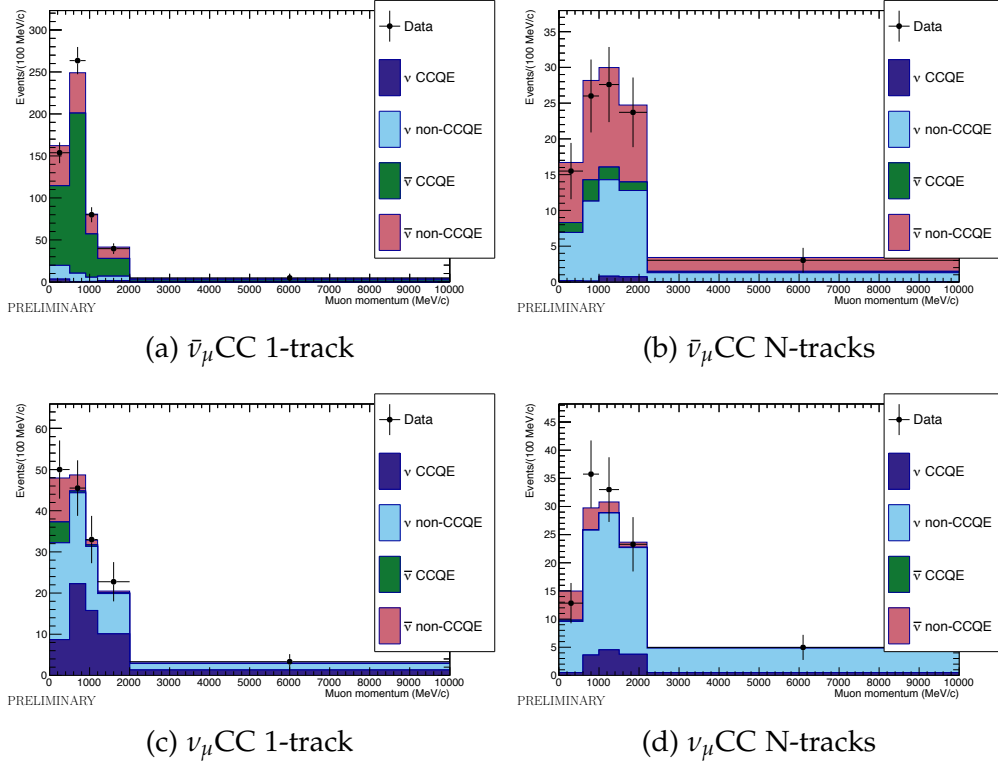 Events/(100 MeV/c)
300
250
200
150
100
50
0
0 1000 2000 3000 4000 5000 6000 7000 8000 9000 10000
Muon momentum (MeV/c)
Data
ν CCQE
ν non-CCQE
ν̄ CCQE
ν̄ non-CCQE
PRELIMINARY
(a) ν̄μCC 1-track
Events/(100 MeV/c)
35
30
25
20
15
10
5
0
0 1000 2000 3000 4000 5000 6000 7000 8000 9000 10000
Muon momentum (MeV/c)
Data
ν CCQE
ν non-CCQE
ν̄ CCQE
ν̄ non-CCQE
PRELIMINARY
(b) ν̄μCC N-tracks
Events/(100 MeV/c)
60
50
40
30
20
10
0
0 1000 2000 3000 4000 5000 6000 7000 8000 9000 10000
Muon momentum (MeV/c)
Data
ν CCQE
ν non-CCQE
ν̄ CCQE
ν̄ non-CCQE
PRELIMINARY
(c) νμCC 1-track
Events/(100 MeV/c)
45
40
35
30
25
20
15
10
5
0
0 1000 2000 3000 4000 5000 6000 7000 8000 9000 10000
Muon momentum (MeV/c)
Data
ν CCQE
ν non-CCQE
ν̄ CCQE
ν̄ non-CCQE
PRELIMINARY
(d) νμCC N-tracks